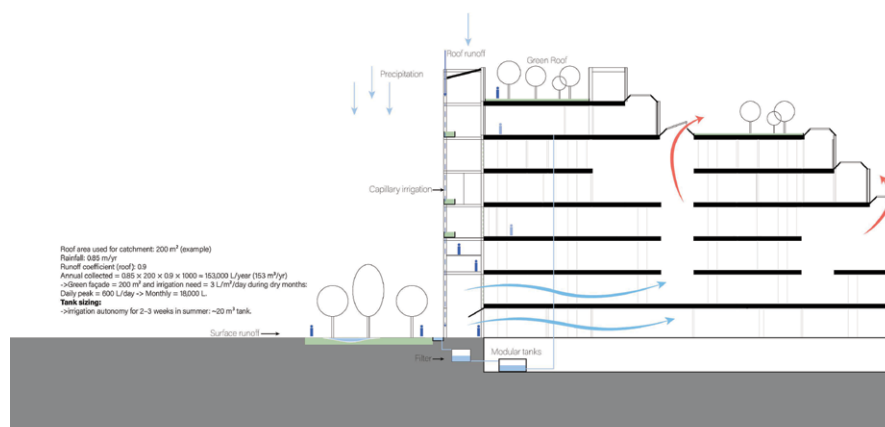 Roof runoff
Green Roof
Precipitation
Capillary irrigation
Roof area used for catchment: 200 m² (example)
Rainfall: 0.85 m/yr
Runoff coefficient (roof): 0.9
Annual collected = 0.85 × 200 × 0.9 × 1000 ≈ 153,000 L/year (153 m³/yr)
->Green façade = 200 m² and irrigation need = 3 L/m²/day during dry months:
Daily peak = 600 L/day -> Monthly = 18,000 L.
Tank sizing:
->irrigation autonomy for 2–3 weeks in summer: ~20 m³ tank.
Surface runoff
Filter
Modular tanks